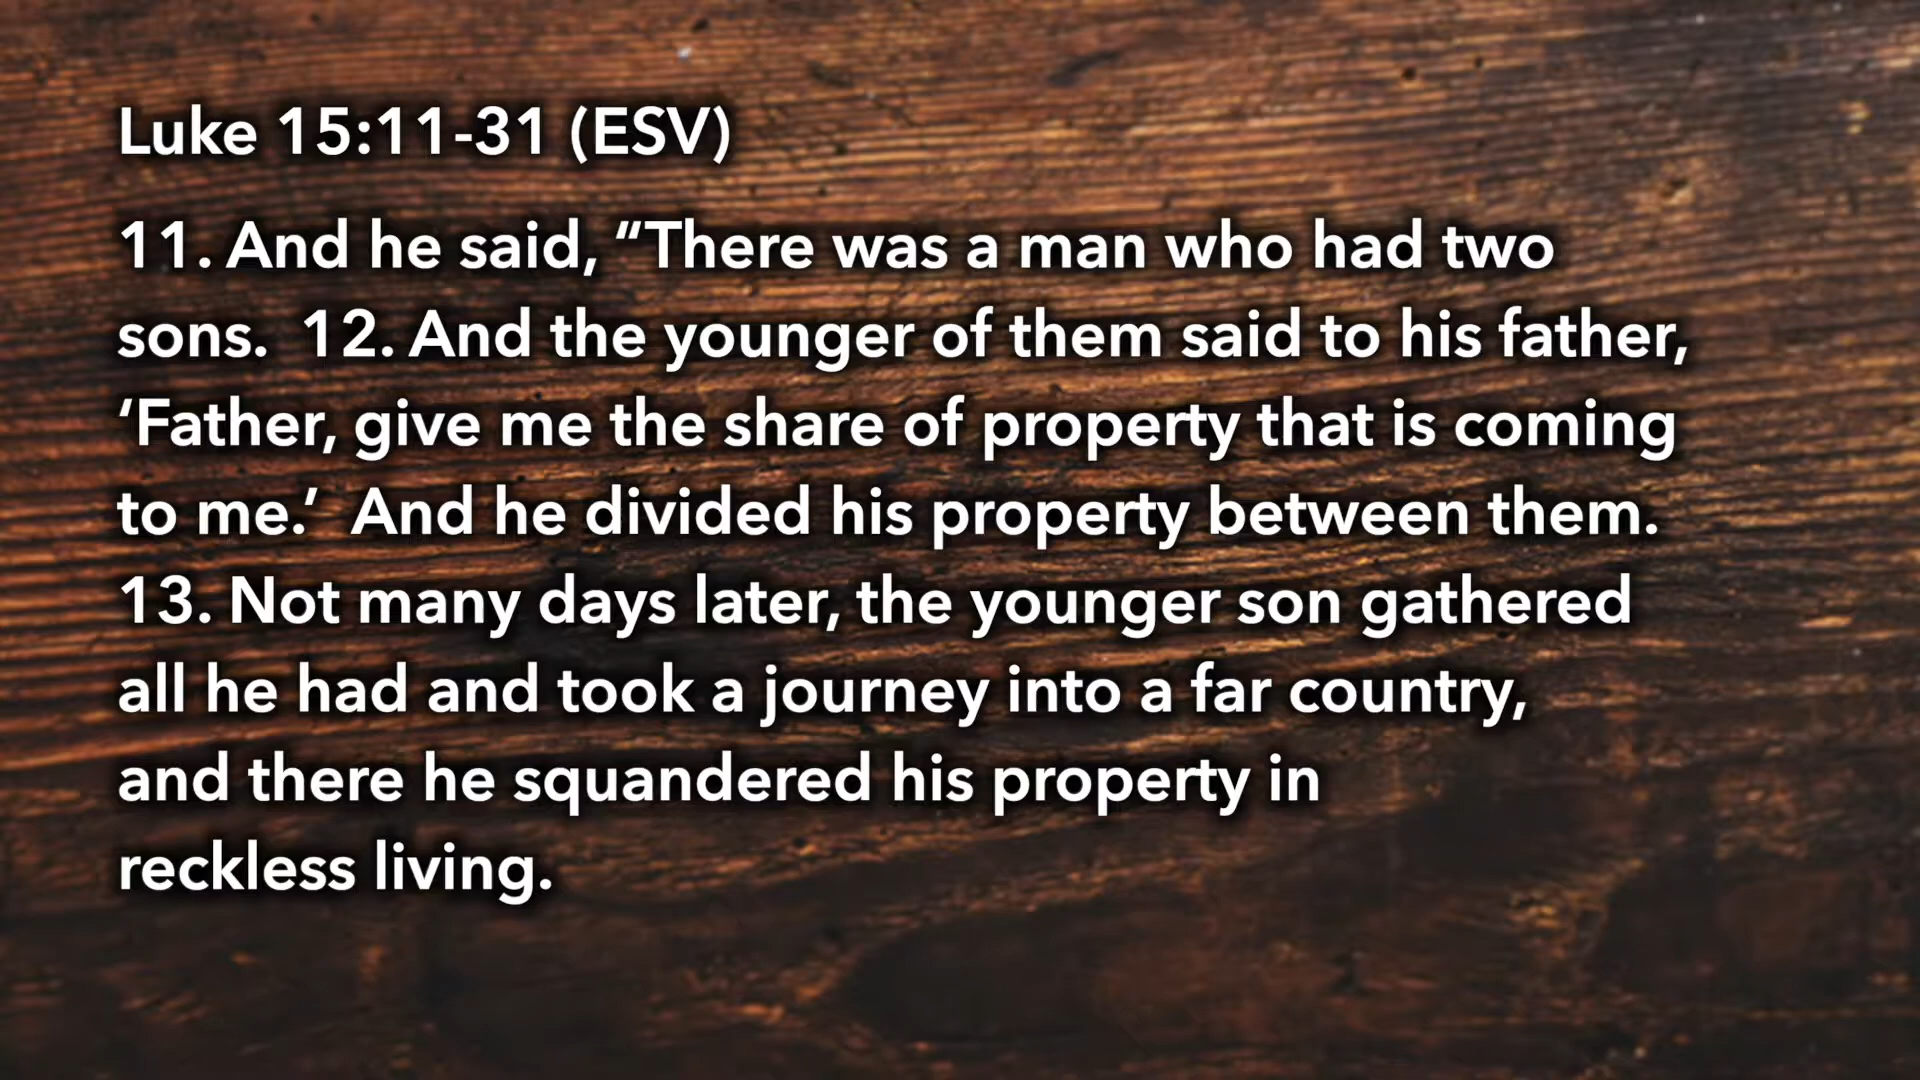 Luke 15:11-31 (ESV)
11. And he said, “There was a man who had two
sons.  12. And the younger of them said to his father,
‘Father, give me the share of property that is coming
to me.’  And he divided his property between them.
13. Not many days later, the younger son gathered
all he had and took a journey into a far country,
and there he squandered his property in
reckless living.